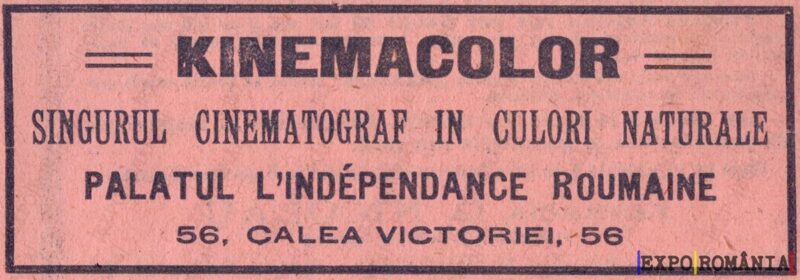 KINEMACOLOR
SINGURUL CINEMATOGRAF IN CULORI NATURALE
PALATUL L'INDÉPENDANCE ROUMAINE
56, CALEA VICTORIEI, 56
EXPO ROMÂNIA